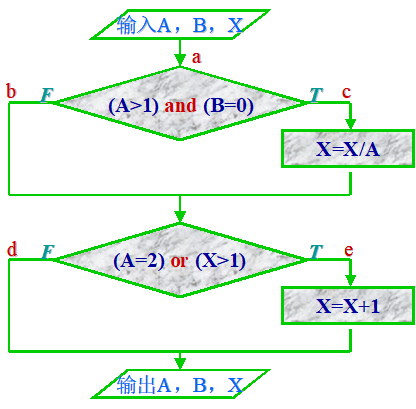 输入A，B，X
a
b F (A>1) and (B=0) T c
X=X/A
d F (A=2) or (X>1) T e
X=X+1
输出A，B，X